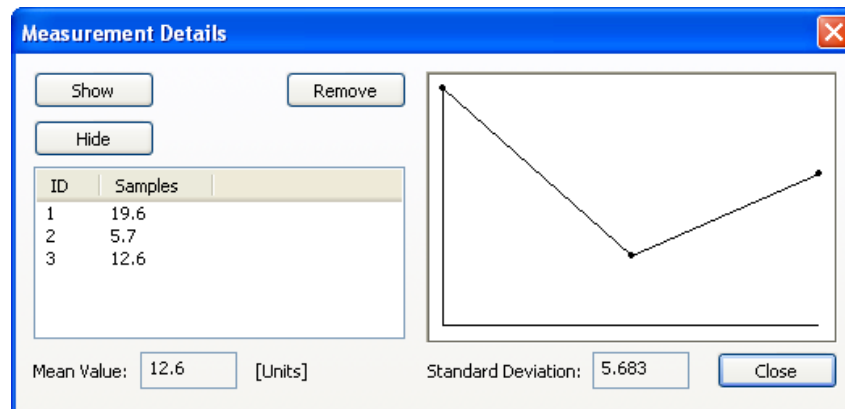 Measurement Details
Show Remove
Hide
ID Samples
1 19.6
2 5.7
3 12.6
Mean Value: 12.6 [Units] Standard Deviation: 5.683 Close